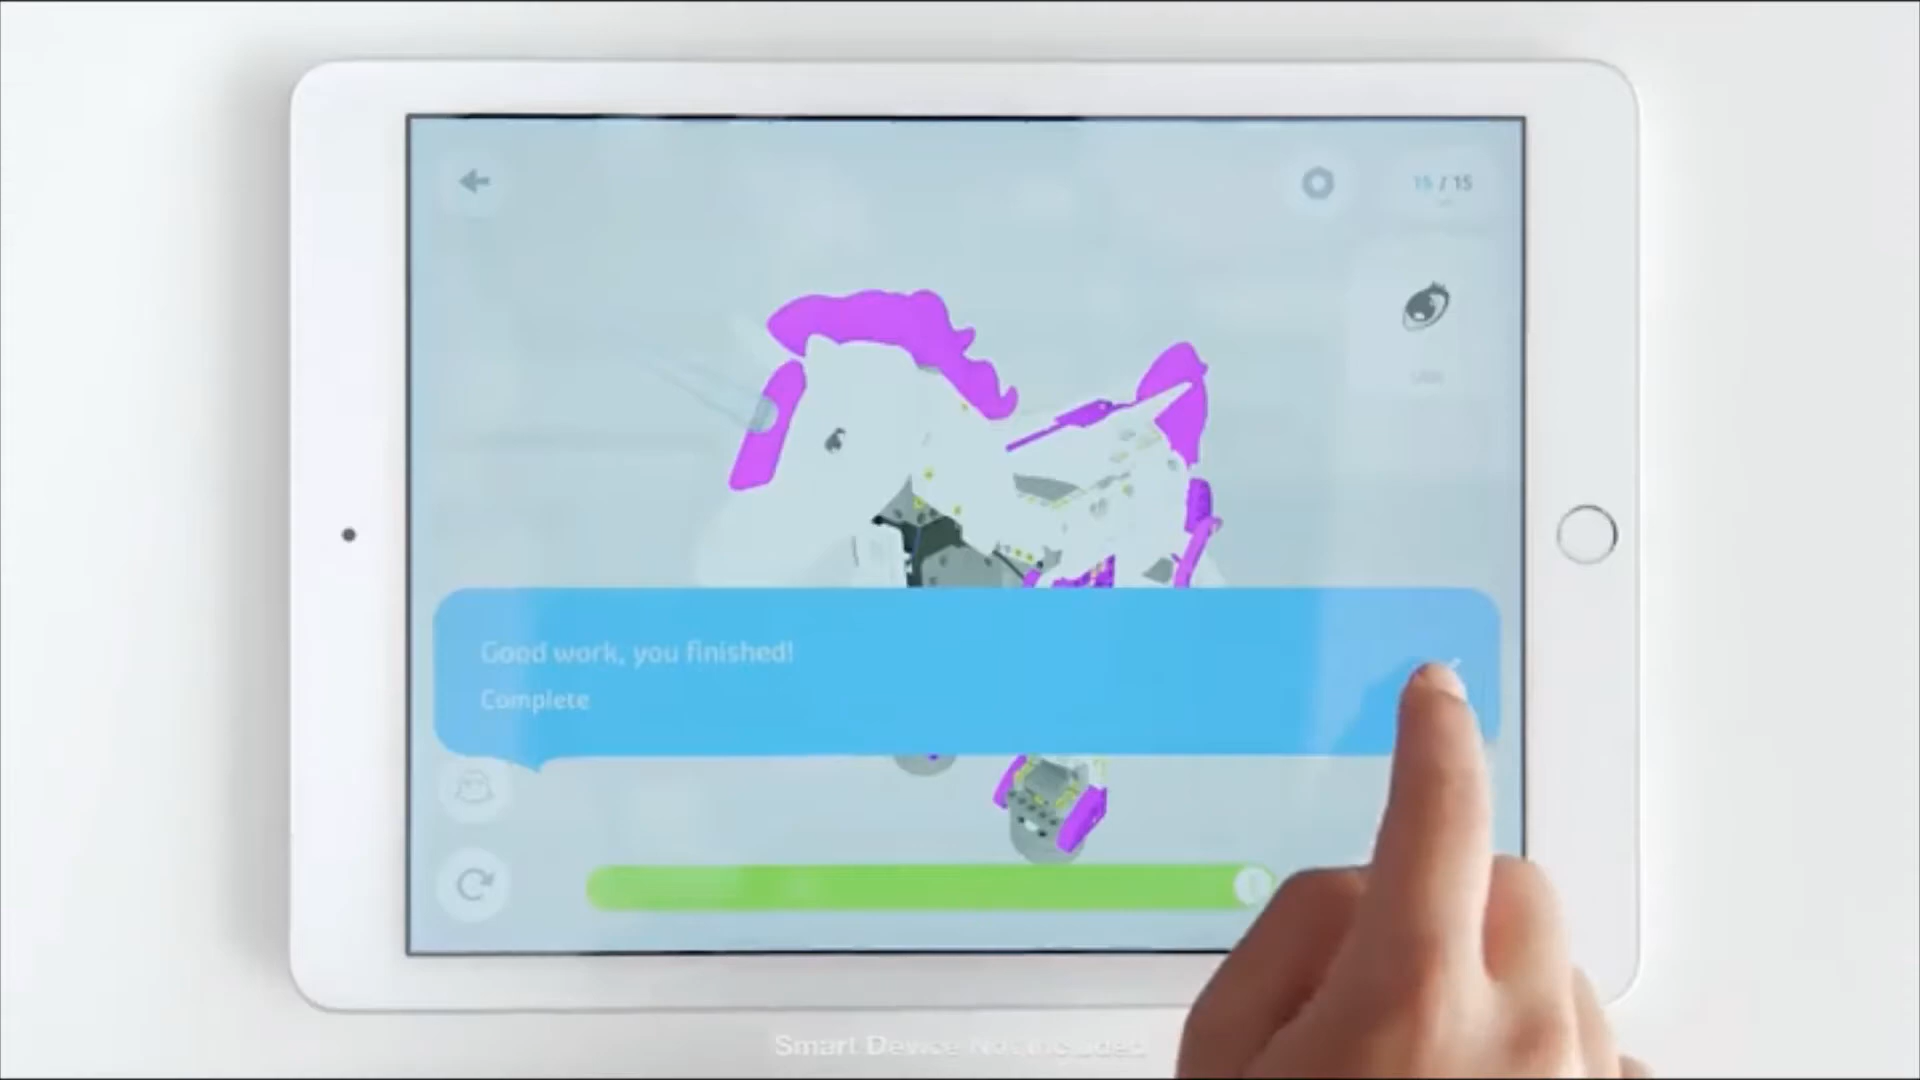 15 / 15
Good work, you finished!
Complete
Smart Device Not Included